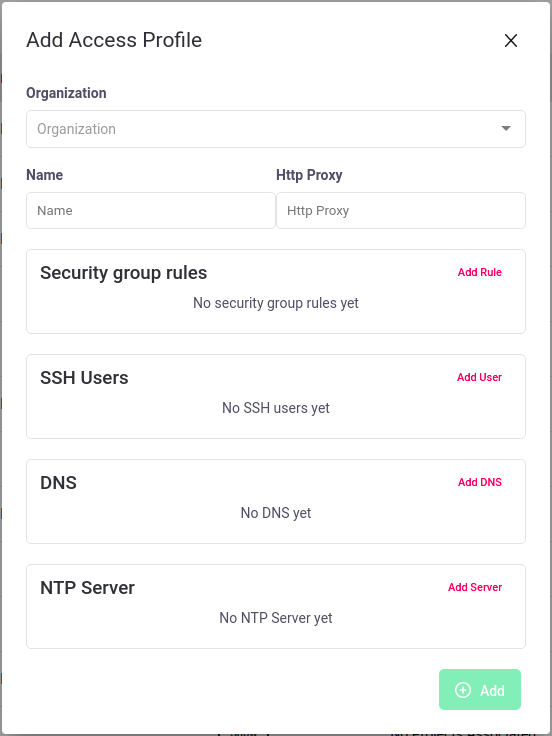 Add Access Profile
Organization
Organization
Name Http Proxy
Name Http Proxy
Security group rules Add Rule
No security group rules yet
SSH Users Add User
No SSH users yet
DNS Add DNS
No DNS yet
NTP Server Add Server
No NTP Server yet
Add